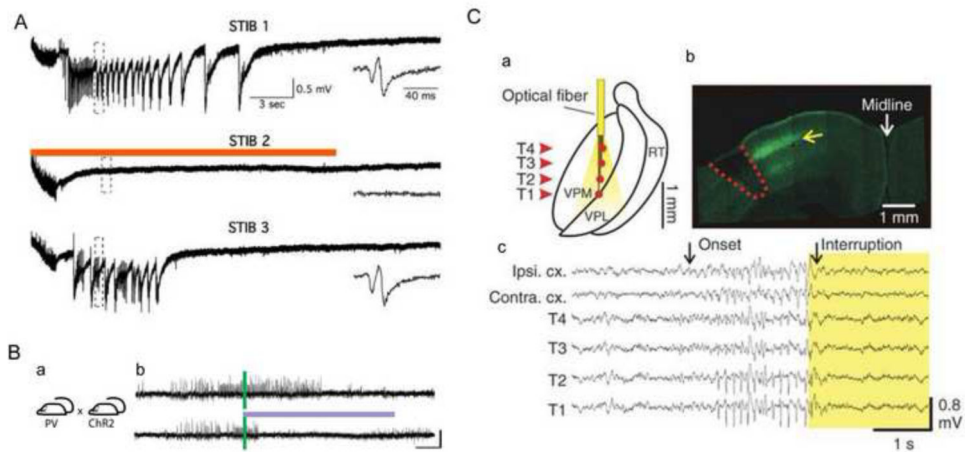 A
STIB 1
0.5 mV
3 sec
40 ms
STIB 2
STIB 3
B
a
b
PV x ChR2
C
a
Optical fiber
T4
T3
T2
T1
RT
VPM
VPL
1 mm
b
Midline
1 mm
c
Onset
Interruption
Ipsi. cx.
Contra. cx.
T4
T3
T2
T1
0.8
mV
1 s